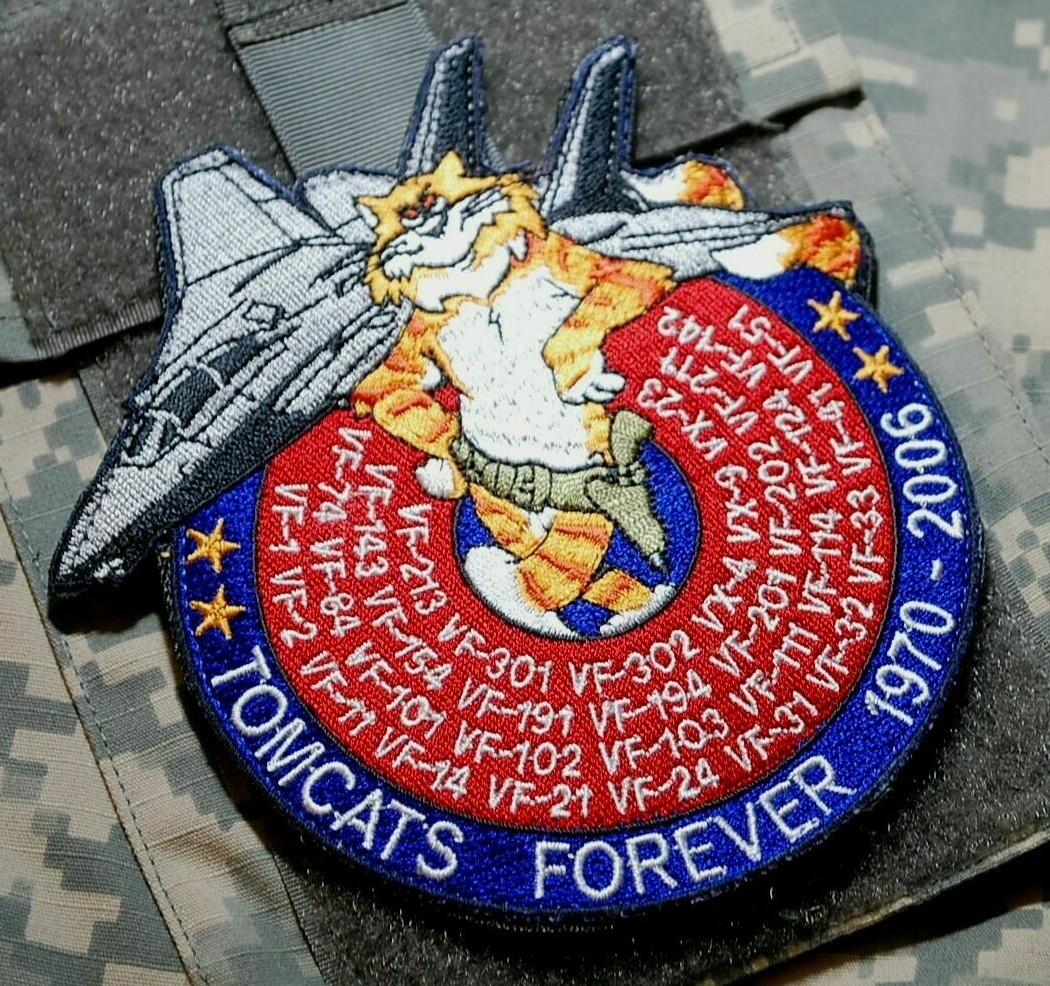 VF-1 VF-2 VF-11 VF-14 VF-21 VF-24 VF-31 VF-32 VF-33 VF-41 VF-51
VF-74 VF-84 VF-101 VF-102 VF-103 VF-111 VF-114 VF-124 VF-142
VF-143 VF-154 VF-191 VF-194 VF-201 VF-202 VF-211
VF-213 VF-301 VF-302 VX-4 VX-9 VX-23
TOMCATS FOREVER 1970 - 2006